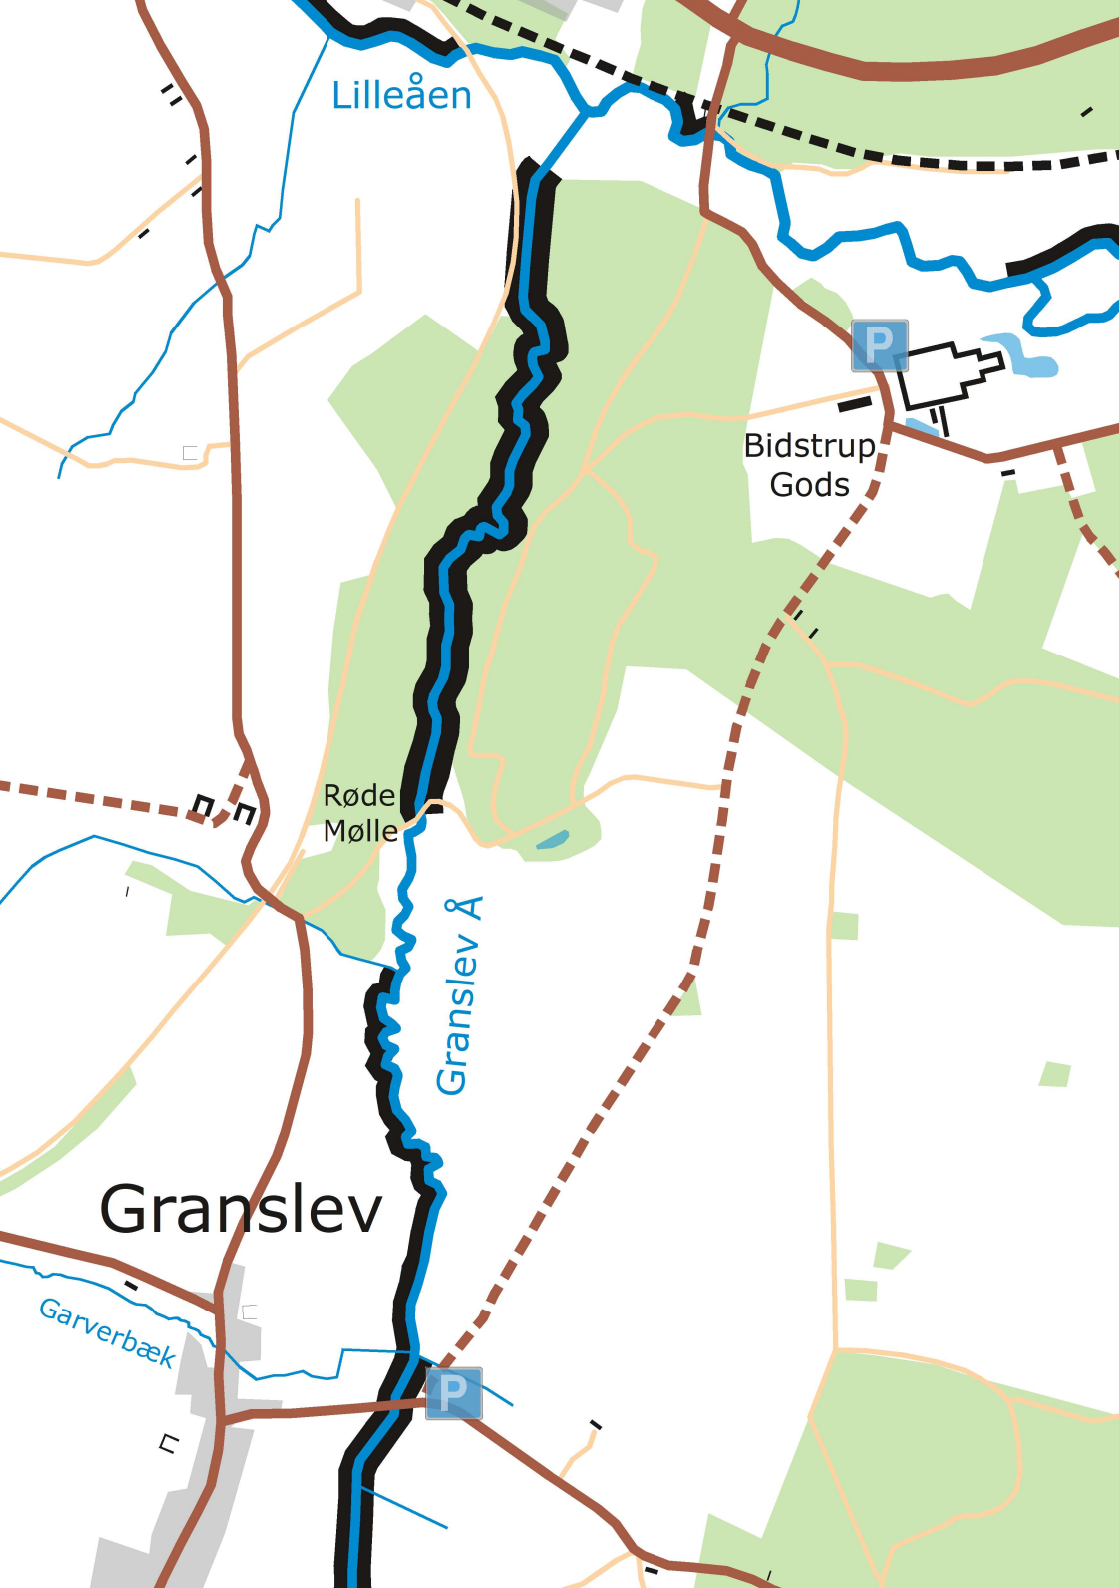 Lilleåen
P
Bidstrup
Gods
Røde
Mølle
Granslev Å
Granslev
Garverbæk
P